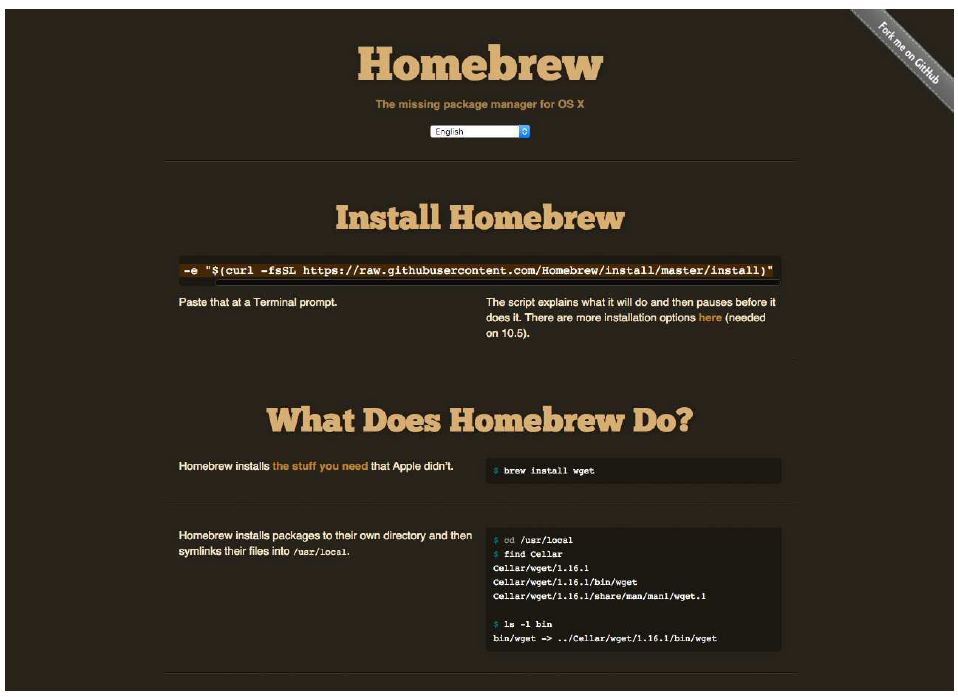 Fork me on GitHub
Homebrew
The missing package manager for OS X
English
Install Homebrew
-e "$(curl -fsSL https://raw.githubusercontent.com/Homebrew/install/master/install)"
Paste that at a Terminal prompt.
The script explains what it will do and then pauses before it
does it. There are more installation options here (needed
on 10.5).
What Does Homebrew Do?
Homebrew installs the stuff you need that Apple didn't.
$ brew install wget
Homebrew installs packages to their own directory and then
symlinks their files into /usr/local.
$ cd /usr/local
$ find Cellar
Cellar/wget/1.16.1
Cellar/wget/1.16.1/bin/wget
Cellar/wget/1.16.1/share/man/man1/wget.1
$ ls -l bin
bin/wget -> ../Cellar/wget/1.16.1/bin/wget